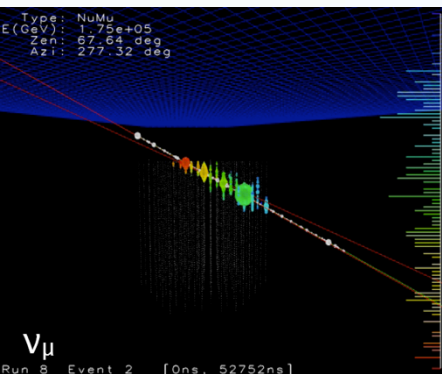 Type: NuMu
E(GeV): 1.75e+05
Zen: 67.64 deg
Azi: 277.32 deg
νμ
Run 8 Event 2 [0ns, 52752ns]